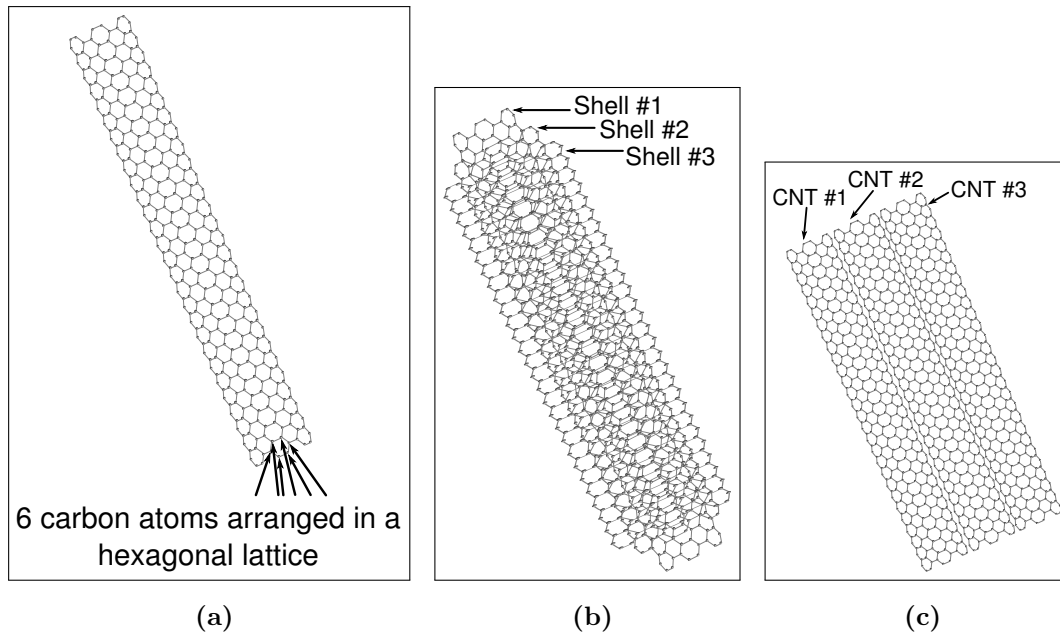 6 carbon atoms arranged in a
hexagonal lattice
(a)
Shell #1
Shell #2
Shell #3
(b)
CNT #1
CNT #2
CNT #3
(c)